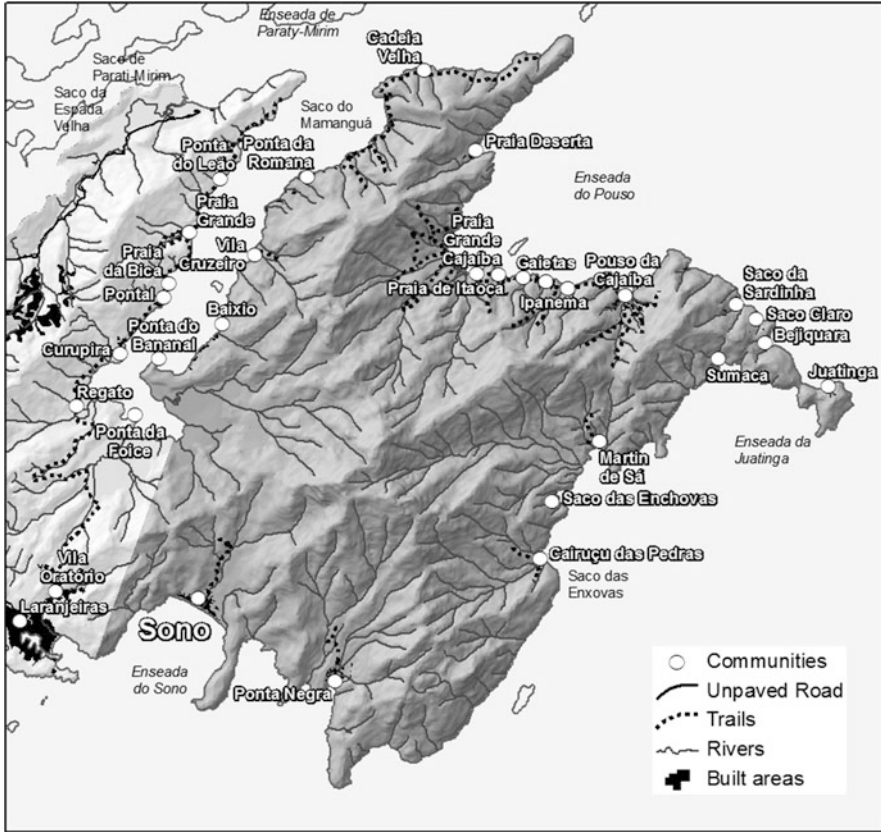 Enseada de
Paraty-Mirim
Cadeia
Velha
Saco de
Parati-Mirim
Saco da
Espada
Velha
Saco do
Mamanguá
Ponta
do Leão
Ponta da
Romana
Praia Deserta
Enseada
do Pouso
Praia
Grande
Praia
Grande
Cajaíba
Vila
Cruzeiro
Praia
da Bica
Gaietas
Pouso da
Cajaíba
Pontal
Praia de Itaoca
Ipanema
Saco da
Sardinha
Baixio
Saco Claro
Ponta do
Bananal
Bejiquara
Curupira
Sumaca
Juatinga
Regato
Ponta da
Foice
Enseada da
Juatinga
Martin
de Sá
Saco das Enchovas
Vila
Oratório
Cairuçu das Pedras
Saco das
Enxovas
Laranjeiras
Sono
Enseada
do Sono
Ponta Negra
Communities
Unpaved Road
Trails
Rivers
Built areas